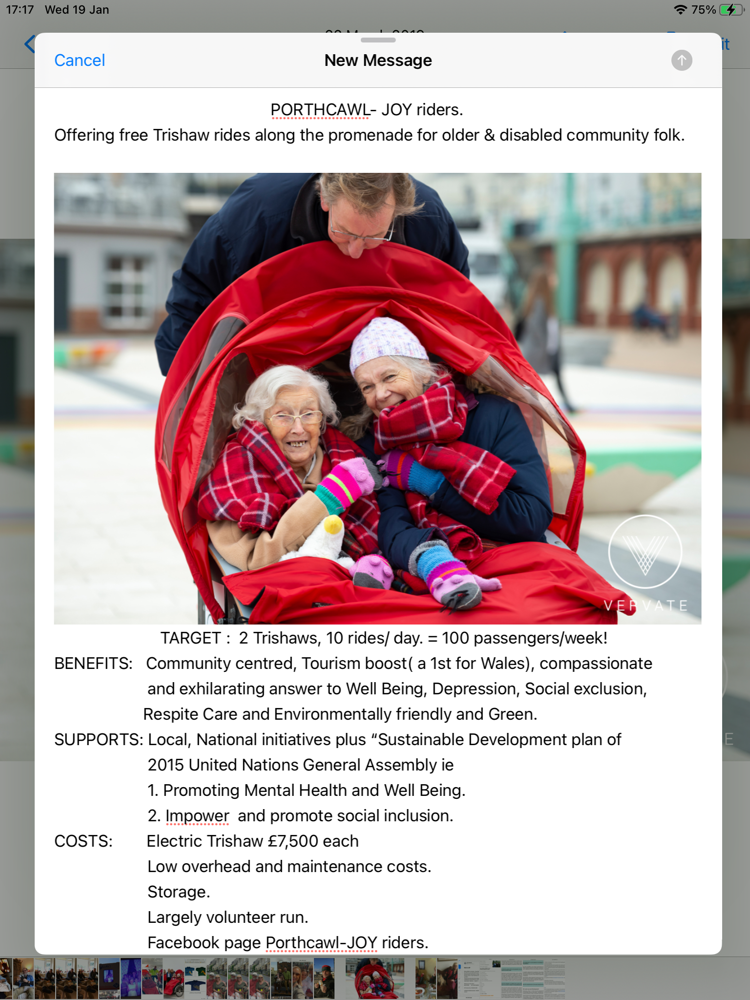 17:17 Wed 19 Jan
75%
Cancel
New Message
PORTHCAWL- JOY riders.
Offering free Trishaw rides along the promenade for older & disabled community folk.
VERVATE
TARGET : 2 Trishaws, 10 rides/ day. = 100 passengers/week!
BENEFITS: Community centred, Tourism boost( a 1st for Wales), compassionate
and exhilarating answer to Well Being, Depression, Social exclusion,
Respite Care and Environmentally friendly and Green.
SUPPORTS: Local, National initiatives plus “Sustainable Development plan of
2015 United Nations General Assembly ie
1. Promoting Mental Health and Well Being.
2. Impower and promote social inclusion.
COSTS: Electric Trishaw £7,500 each
Low overhead and maintenance costs.
Storage.
Largely volunteer run.
Facebook page Porthcawl-JOY riders.